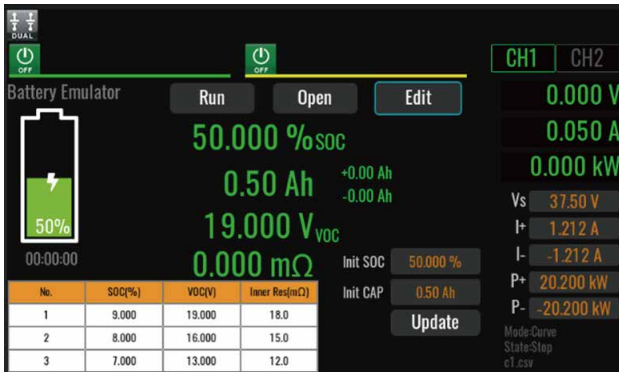 DUAL
OFF
OFF
CH1 CH2
Battery Emulator
Run Open Edit
0.000 V
0.050 A
0.000 kW
50.000 % SOC
0.50 Ah +0.00 Ah
-0.00 Ah
19.000 V VOC
0.000 mΩ
50%
00:00:00
Init SOC 50.000 %
Init CAP 0.50 Ah
Update
Vs 37.50 V
I+ 1.212 A
I- -1.212 A
P+ 20.200 kW
P- -20.200 kW
Mode:Curve
State:Stop
c1.csv
No. SOC(%) VOC(V) Inner Res(mΩ)
1 9.000 19.000 18.0
2 8.000 16.000 15.0
3 7.000 13.000 12.0